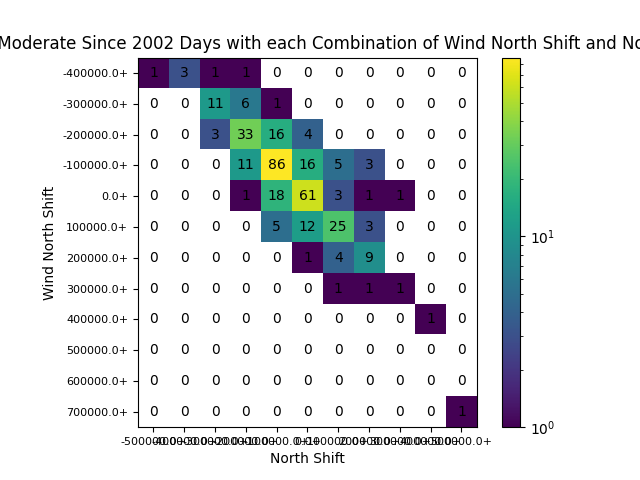 Moderate Since 2002 Days with each Combination of Wind North Shift and No
-400000.0+ 1 3 1 1 0 0 0 0 0 0 0
-300000.0+ 0 0 11 6 1 0 0 0 0 0 0
-200000.0+ 0 0 3 33 16 4 0 0 0 0 0
-100000.0+ 0 0 0 11 86 16 5 3 0 0 0
0.0+ 0 0 0 1 18 61 3 1 1 0 0
100000.0+ 0 0 0 0 5 12 25 3 0 0 0
200000.0+ 0 0 0 0 0 1 4 9 0 0 0
300000.0+ 0 0 0 0 0 0 1 1 1 0 0
400000.0+ 0 0 0 0 0 0 0 0 0 1 0
500000.0+ 0 0 0 0 0 0 0 0 0 0 0
600000.0+ 0 0 0 0 0 0 0 0 0 0 0
700000.0+ 0 0 0 0 0 0 0 0 0 0 1
Wind North Shift
North Shift
10¹
10⁰